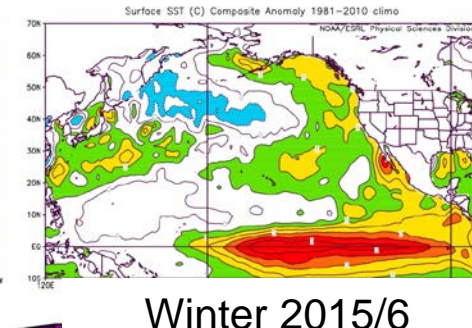 Surface SST (C) Composite Anomaly 1981-2010 climo
NOAA/ESRL Physical Sciences Division
70N
60N
50N
40N
30N
20N
10N
EQ
10S
120E
Winter 2015/6